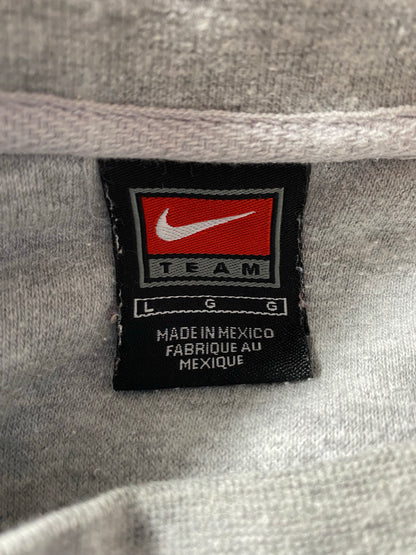 TEAM
L G G
MADE IN MEXICO
FABRIQUE AU
MEXIQUE